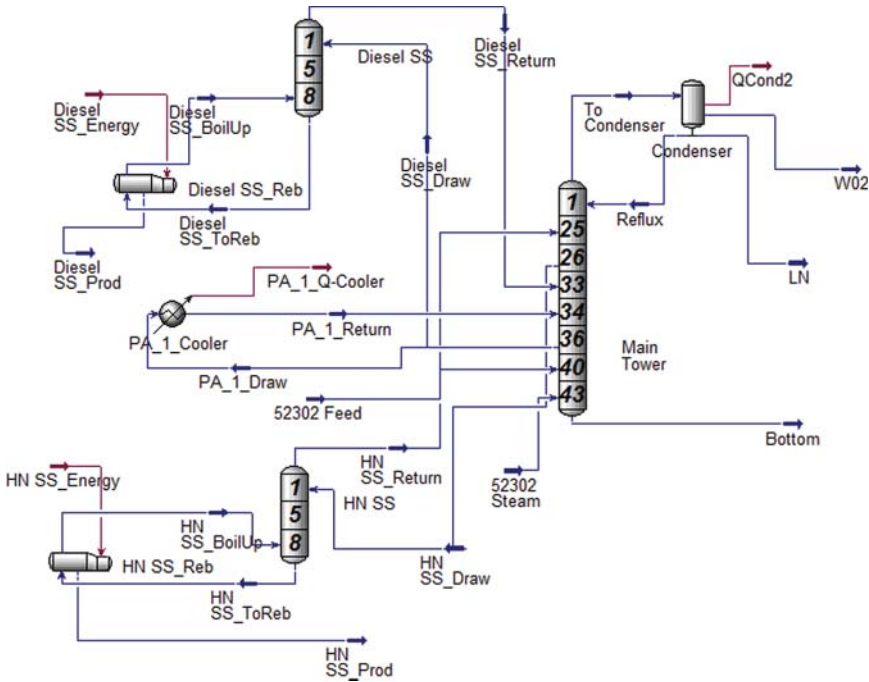 1
5
8
Diesel SS
Diesel
SS_Return
Diesel
SS_Energy
Diesel
SS_BoilUp
Diesel SS_Reb
Diesel
SS_ToReb
Diesel
SS_Prod
Diesel
SS_Draw
To
Condenser
QCond2
Condenser
W02
Reflux
LN
1
25
26
33
34
36
40
43
Main
Tower
Bottom
PA_1_Q-Cooler
PA_1_Return
PA_1_Cooler
PA_1_Draw
52302 Feed
52302
Steam
HN
SS_Return
HN SS_Energy
HN
SS_BoilUp
1
5
8
HN SS
HN SS_Reb
HN
SS_ToReb
HN
SS_Draw
HN
SS_Prod